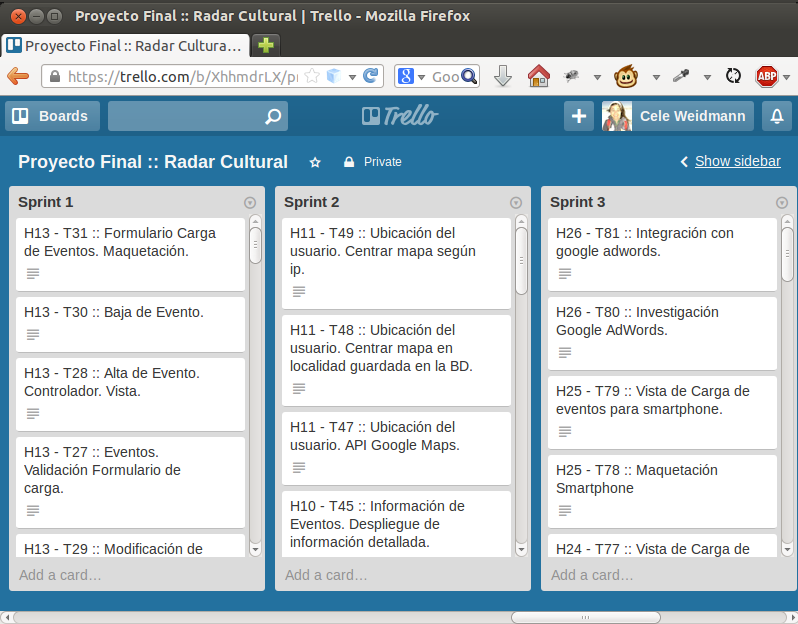 Proyecto Final :: Radar Cultural | Trello - Mozilla Firefox
Proyecto Final :: Radar Cultura...
https://trello.com/b/XhhmdrLX/p
8
Goo
ABP
Boards
Trello
Cele Weidmann
Proyecto Final :: Radar Cultural
Private
Show sidebar
Sprint 1
H13 - T31 :: Formulario Carga
de Eventos. Maquetación.
H13 - T30 :: Baja de Evento.
H13 - T28 :: Alta de Evento.
Controlador. Vista.
H13 - T27 :: Eventos.
Validación Formulario de
carga.
H13 - T29 :: Modificación de
Add a card…
Sprint 2
H11 - T49 :: Ubicación del
usuario. Centrar mapa según
ip.
H11 - T48 :: Ubicación del
usuario. Centrar mapa en
localidad guardada en la BD.
H11 - T47 :: Ubicación del
usuario. API Google Maps.
H10 - T45 :: Información de
Eventos. Despliegue de
información detallada.
Add a card…
Sprint 3
H26 - T81 :: Integración con
google adwords.
H26 - T80 :: Investigación
Google AdWords.
H25 - T79 :: Vista de Carga de
eventos para smartphone.
H25 - T78 :: Maquetación
Smartphone
H24 - T77 :: Vista de Carga de
Add a card…